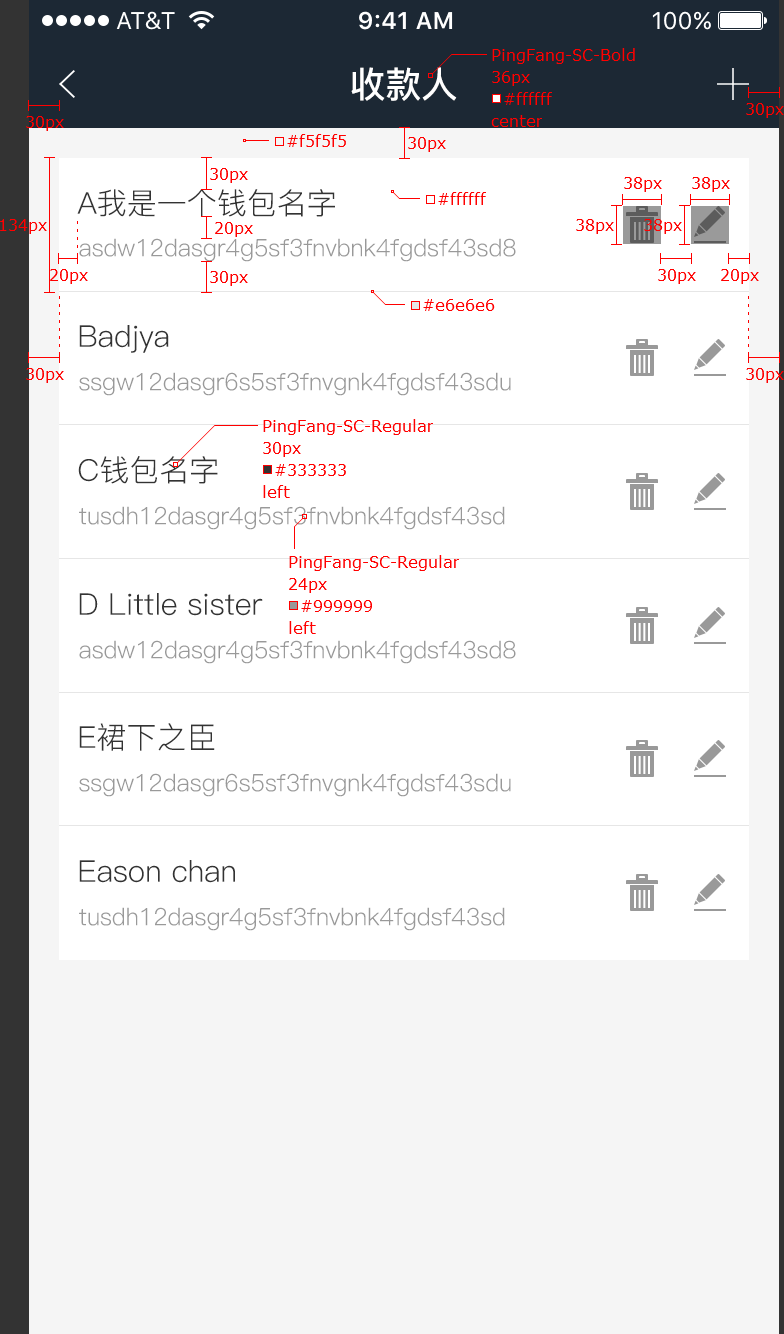 AT&T 9:41 AM 100%
收款人
PingFang-SC-Bold
36px
#ffffff
center
30px
30px
#f5f5f5
30px
30px
A我是一个钱包名字
#ffffff
38px
38px
134px
20px
38px
38px
asdw12dasgr4g5sf3fnvbnk4fgdsf43sd8
20px
30px
30px
20px
#e6e6e6
Badjya
30px
30px
ssgw12dasgr6s5sf3fnvgnk4fgdsf43sdu
PingFang-SC-Regular
30px
#333333
left
C钱包名字
tusdh12dasgr4g5sf3fnvbnk4fgdsf43sd
PingFang-SC-Regular
24px
#999999
left
D Little sister
asdw12dasgr4g5sf3fnvbnk4fgdsf43sd8
E裙下之臣
ssgw12dasgr6s5sf3fnvgnk4fgdsf43sdu
Eason chan
tusdh12dasgr4g5sf3fnvbnk4fgdsf43sd